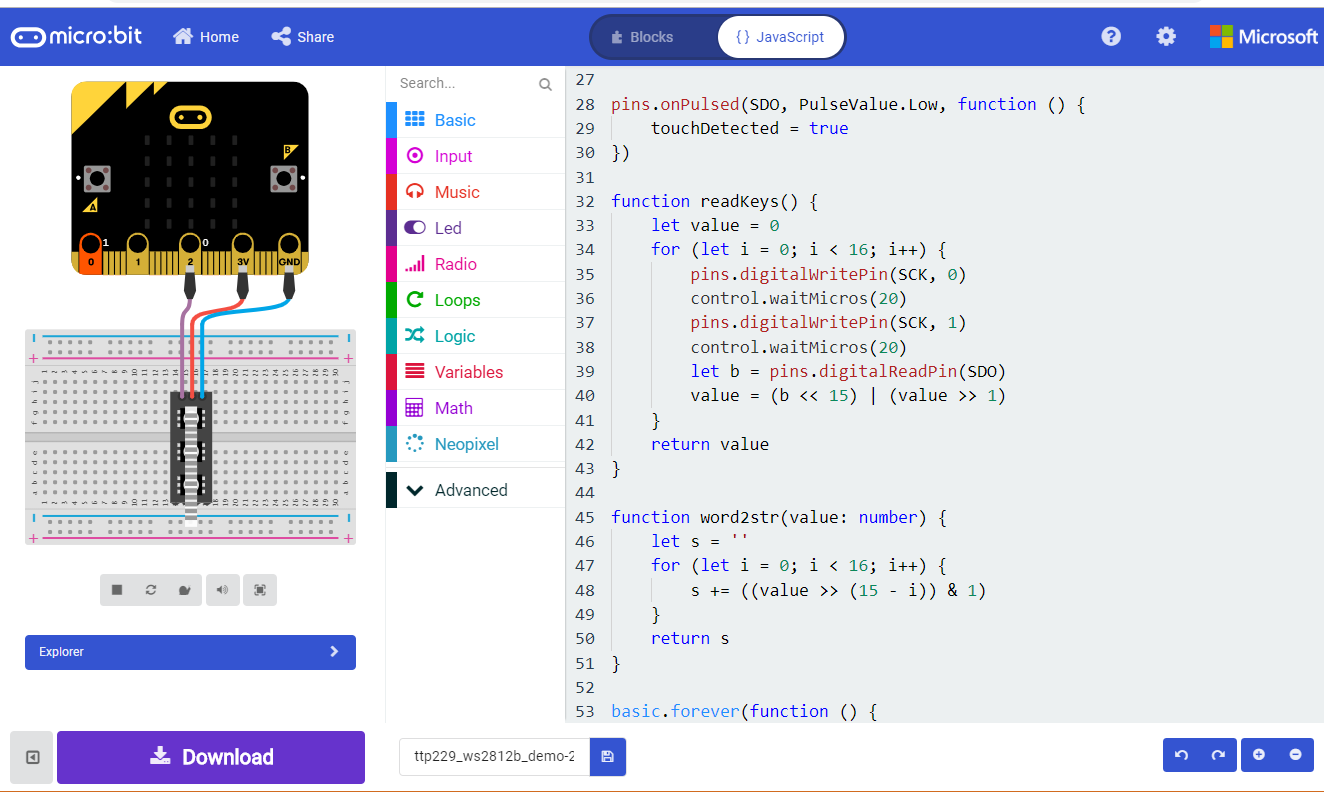 micro:bit
Home
Share
Blocks
{ } JavaScript
?
Microsoft
B
A
1
0
0
1
2
3V
GND
Explorer
Download
Search...
Basic
Input
Music
Led
Radio
Loops
Logic
Variables
Math
Neopixel
Advanced
27
28 pins.onPulsed(SDO, PulseValue.Low, function () {
29     touchDetected = true
30 })
31
32 function readKeys() {
33     let value = 0
34     for (let i = 0; i < 16; i++) {
35         pins.digitalWritePin(SCK, 0)
36         control.waitMicros(20)
37         pins.digitalWritePin(SCK, 1)
38         control.waitMicros(20)
39         let b = pins.digitalReadPin(SDO)
40         value = (b << 15) | (value >> 1)
41     }
42     return value
43 }
44
45 function word2str(value: number) {
46     let s = ''
47     for (let i = 0; i < 16; i++) {
48         s += ((value >> (15 - i)) & 1)
49     }
50     return s
51 }
52
53 basic.forever(function () {
ttp229_ws2812b_demo-2